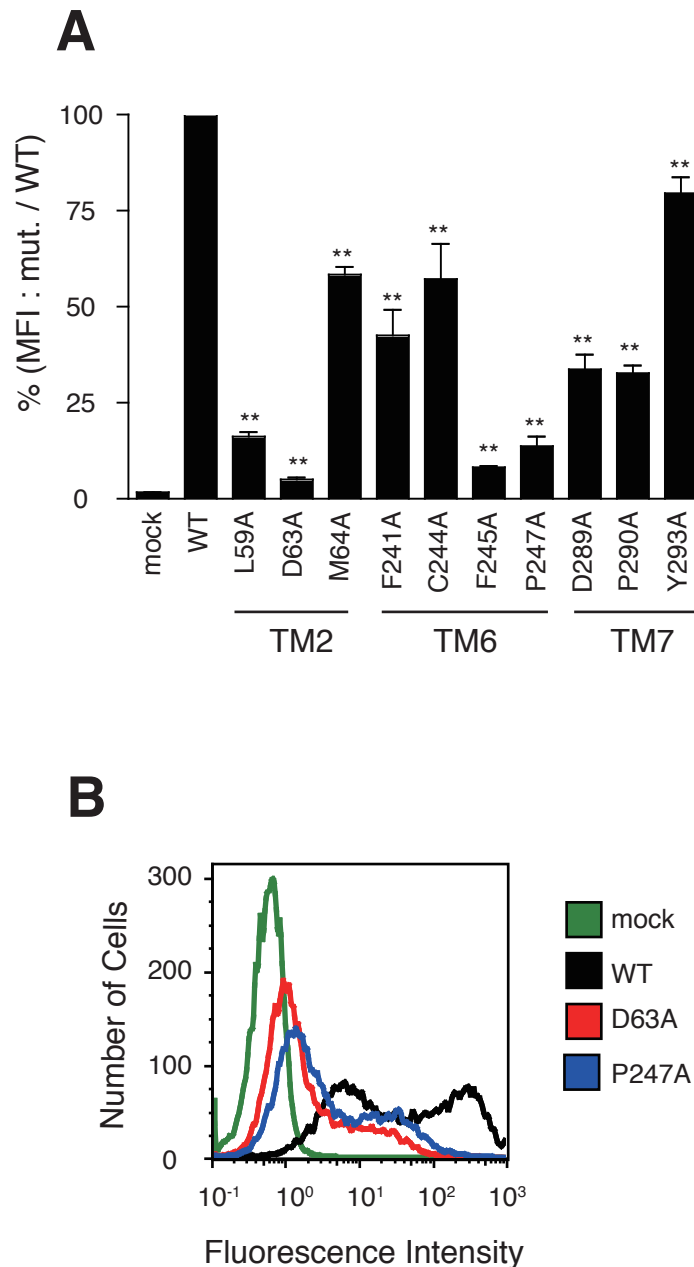 A
% (MFI : mut. / WT)
100
75
50
25
0
**
**
**
**
**
**
**
**
**
**
mock
WT
L59A
D63A
M64A
F241A
C244A
F245A
P247A
D289A
P290A
Y293A
TM2
TM6
TM7
B
Number of Cells
300
200
100
0
10-1
100
101
102
103
Fluorescence Intensity
mock
WT
D63A
P247A